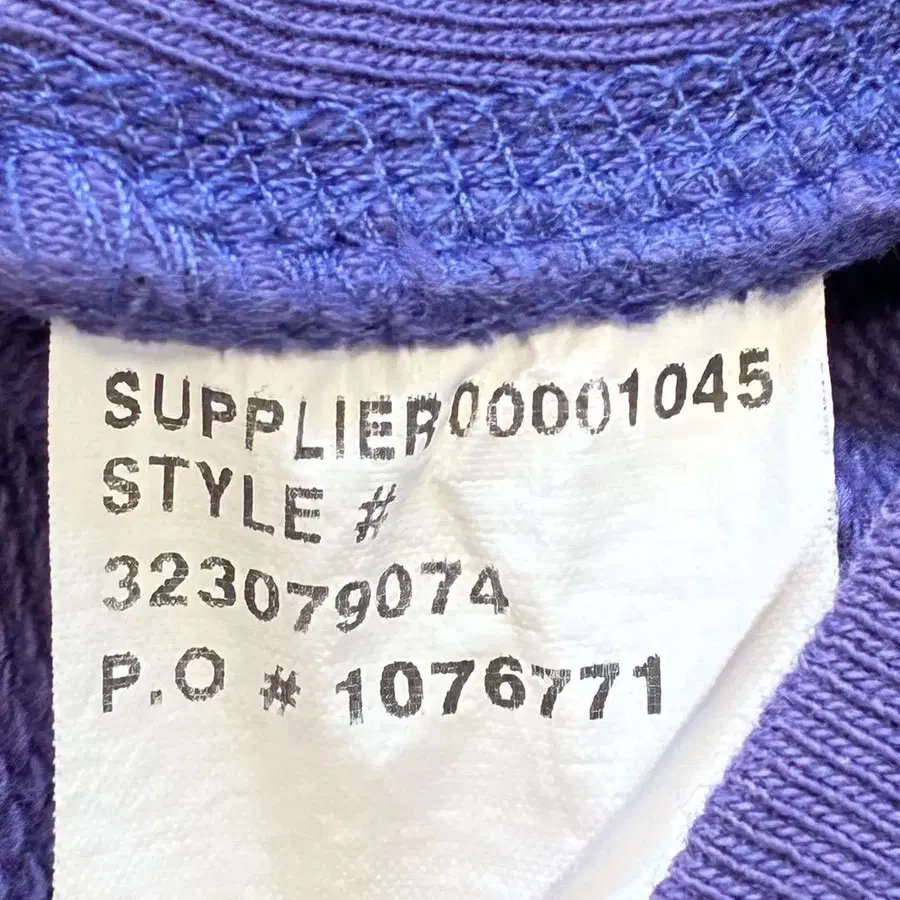 SUPPLIER00001045
STYLE #
323079074
P.O # 1076771